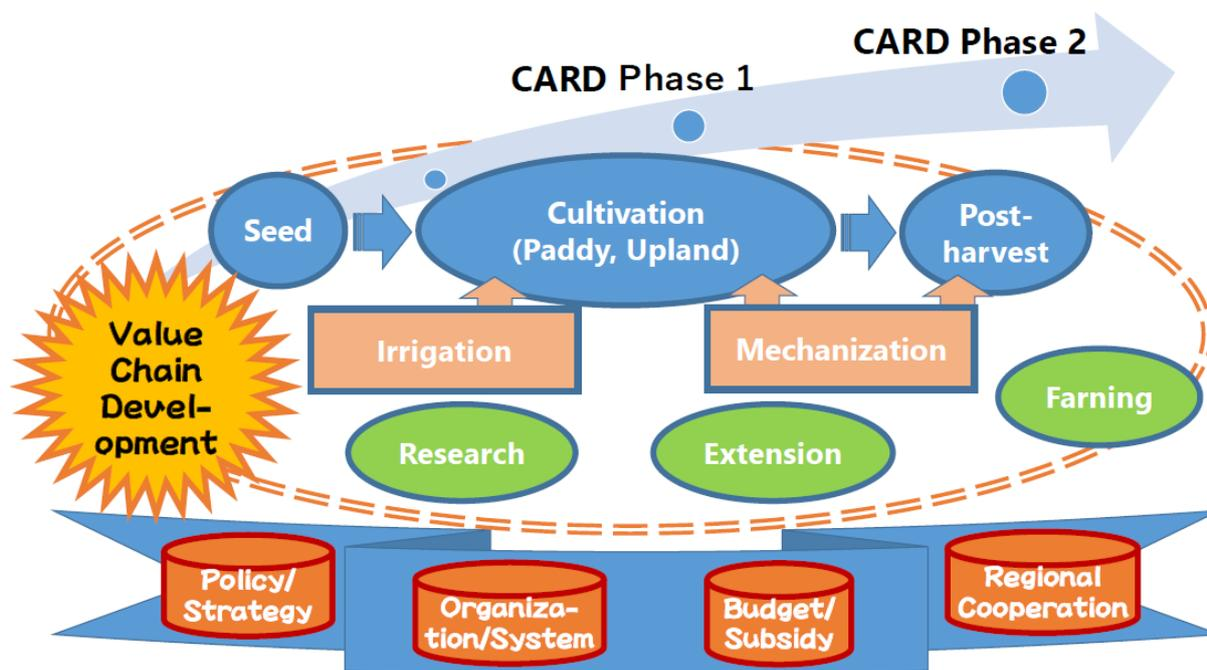 CARD Phase 2
CARD Phase 1
Seed
Cultivation
(Paddy, Upland)
Post-
harvest
Value
Chain
Devel-
opment
Irrigation
Mechanization
Farning
Research
Extension
Policy/
Strategy
Organiza-
tion/System
Budget/
Subsidy
Regional
Cooperation